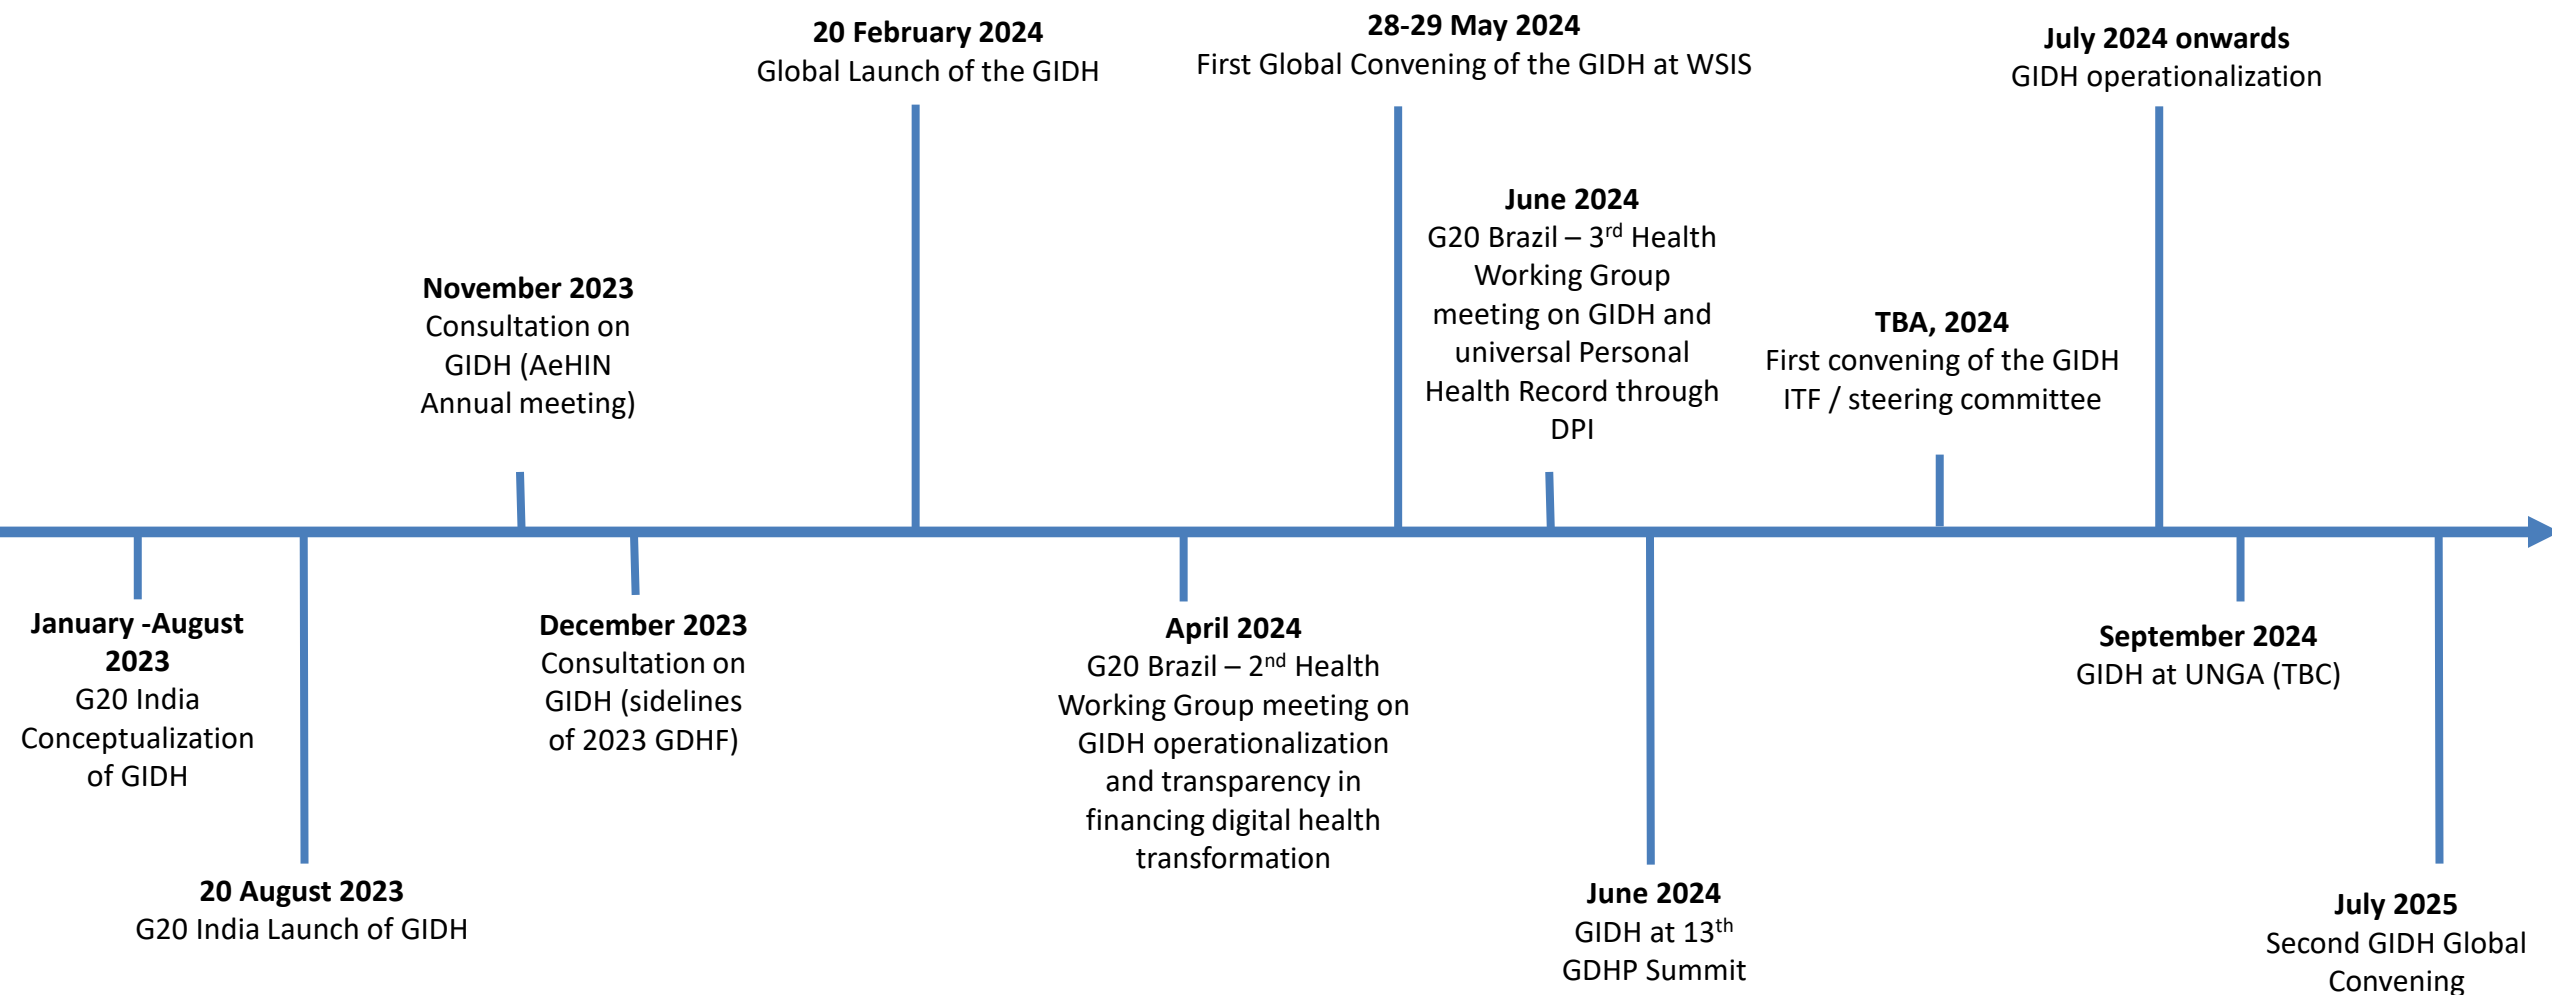 20 February 2024
Global Launch of the GIDH
28-29 May 2024
First Global Convening of the GIDH at WSIS
July 2024 onwards
GIDH operationalization
November 2023
Consultation on
GIDH (AeHIN
Annual meeting)
June 2024
G20 Brazil – 3rd Health
Working Group
meeting on GIDH and
universal Personal
Health Record through
DPI
TBA, 2024
First convening of the GIDH
ITF / steering committee
January -August
2023
G20 India
Conceptualization
of GIDH
20 August 2023
G20 India Launch of GIDH
December 2023
Consultation on
GIDH (sidelines
of 2023 GDHF)
April 2024
G20 Brazil – 2nd Health
Working Group meeting on
GIDH operationalization
and transparency in
financing digital health
transformation
June 2024
GIDH at 13th
GDHP Summit
September 2024
GIDH at UNGA (TBC)
July 2025
Second GIDH Global
Convening